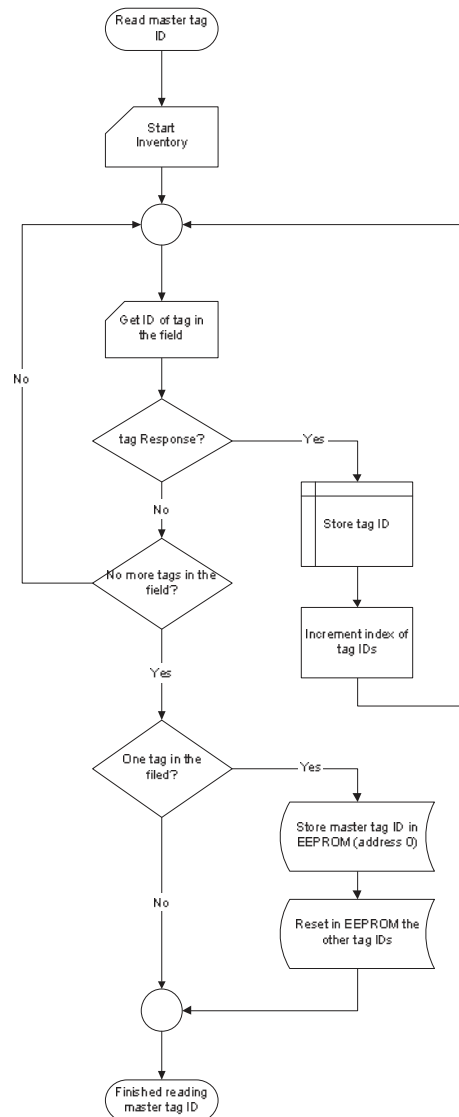 Read master tag
ID
Start
Inventory
Get ID of tag in
the field
No
tag Response?
Yes
No
Store tag ID
No more tags in the
field?
Increment index of
tag IDs
Yes
One tag in the
filed?
Yes
Store master tag ID in
EEPROM (address 0)
No
Reset in EEPROM the
other tag IDs
Finished reading
master tag ID